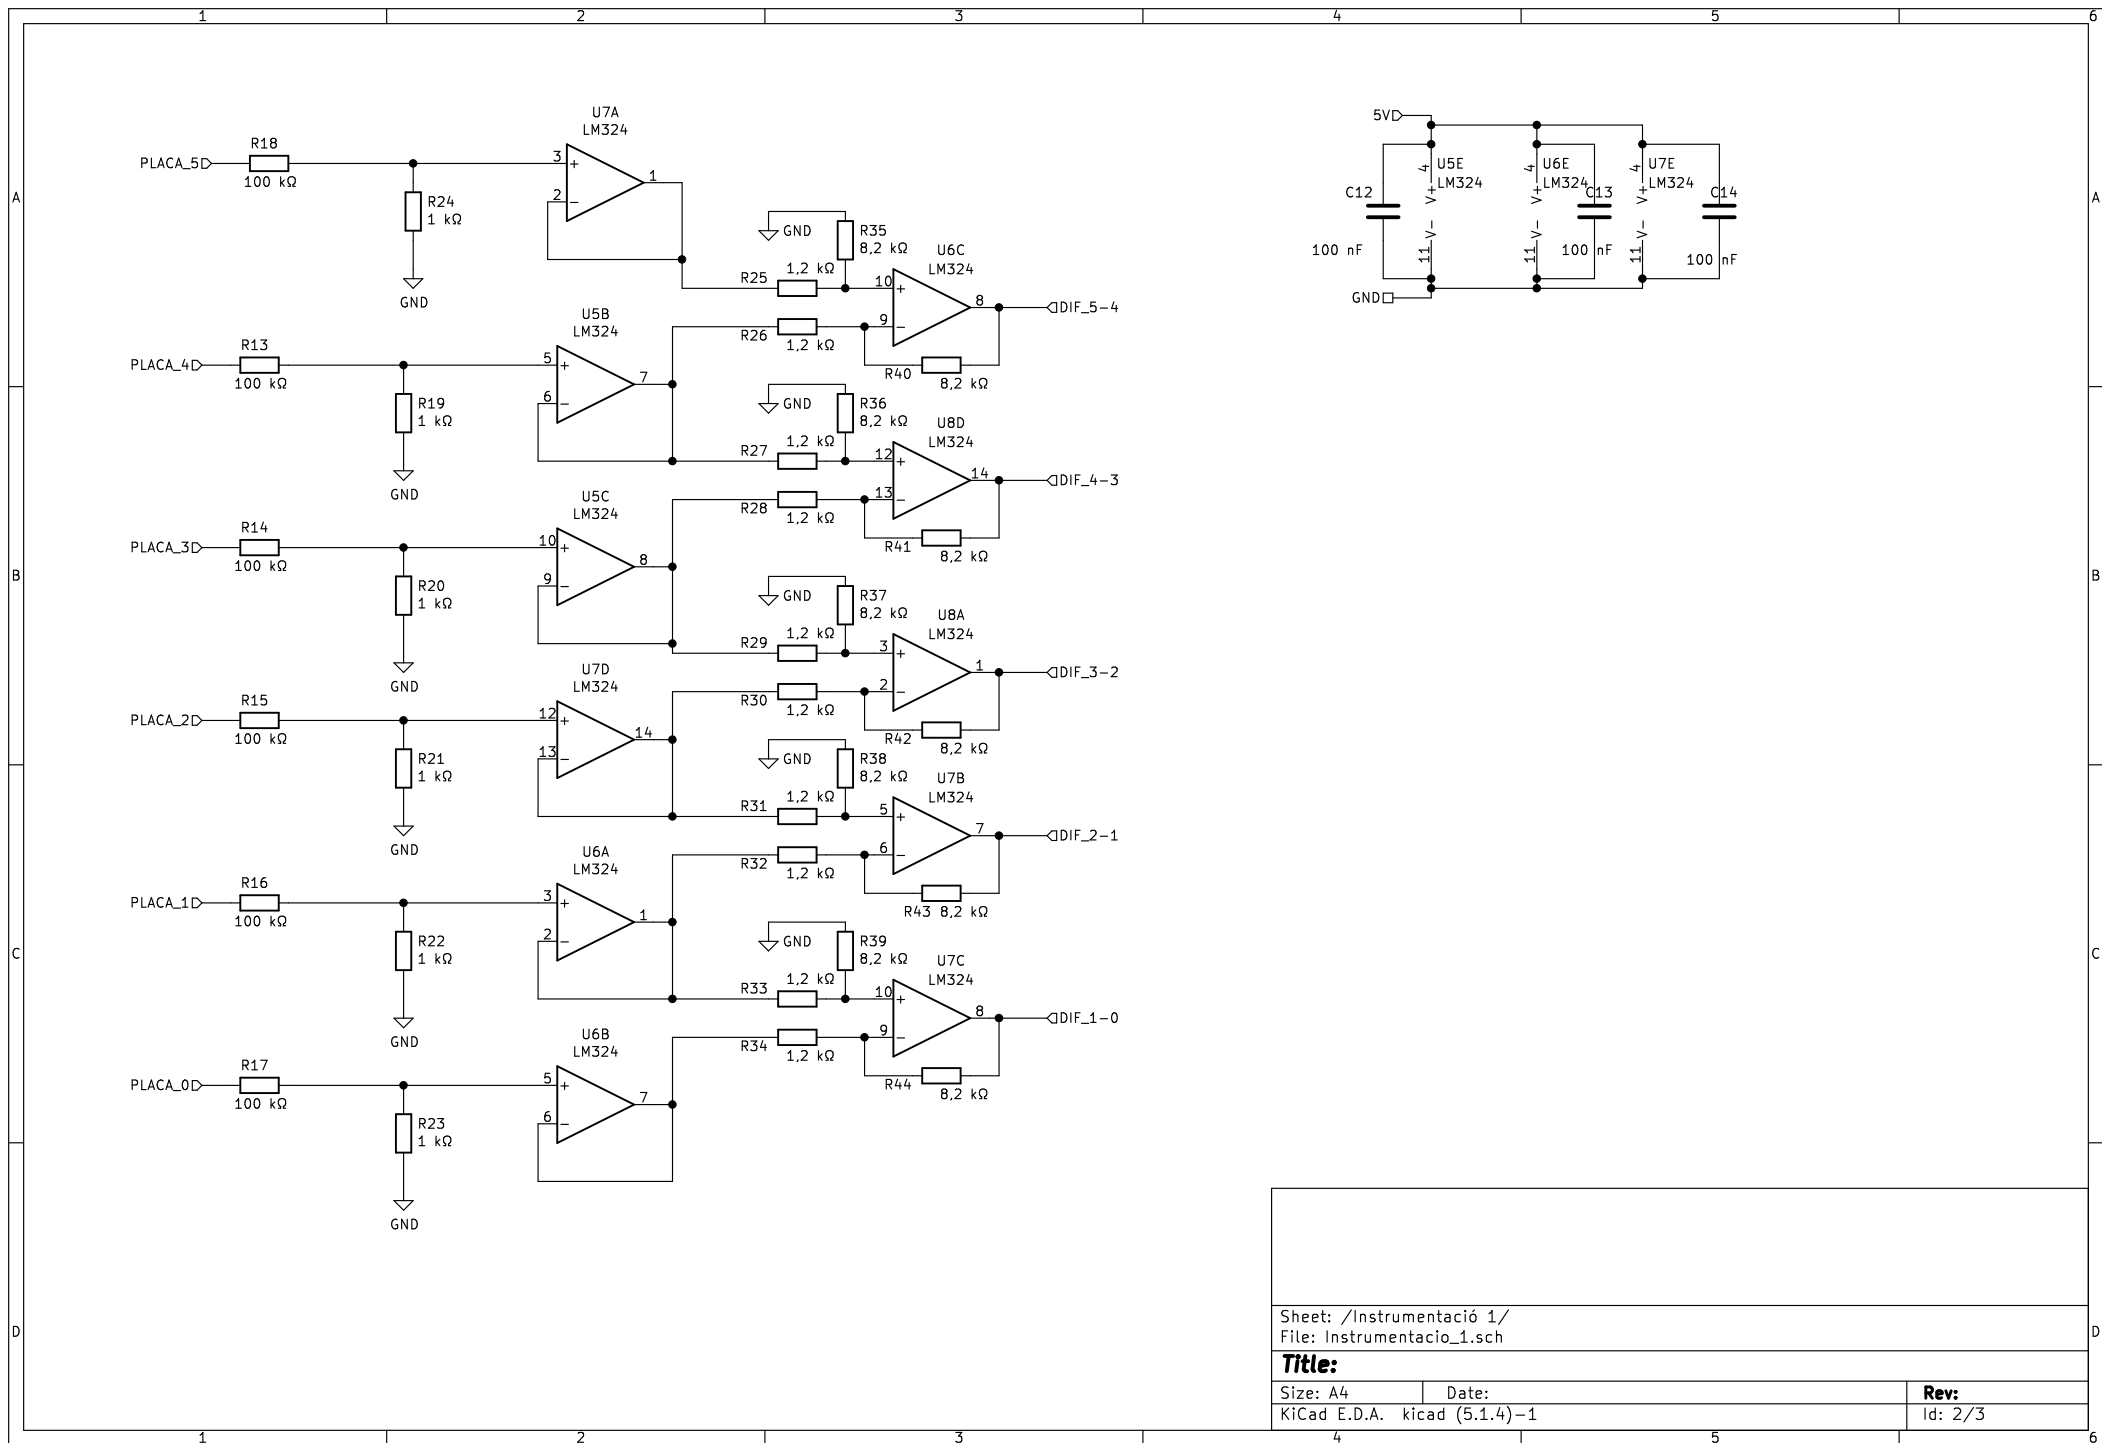 1 2 3 4 5 6
A
B
C
D
PLACA_5
R18
100 kΩ
R24
1 kΩ
GND
U7A
LM324
3
+
2
-
1
PLACA_4
R13
100 kΩ
R19
1 kΩ
GND
U5B
LM324
5
+
6
-
7
PLACA_3
R14
100 kΩ
R20
1 kΩ
GND
U5C
LM324
10
+
9
-
8
PLACA_2
R15
100 kΩ
R21
1 kΩ
GND
U7D
LM324
12
+
13
-
14
PLACA_1
R16
100 kΩ
R22
1 kΩ
GND
U6A
LM324
3
+
2
-
1
PLACA_0
R17
100 kΩ
R23
1 kΩ
GND
U6B
LM324
5
+
6
-
7
GND
R35
8,2 kΩ
R25
1,2 kΩ
R26
1,2 kΩ
U6C
LM324
10
+
9
-
8
R40
8,2 kΩ
DIF_5-4
GND
R36
8,2 kΩ
R27
1,2 kΩ
R28
1,2 kΩ
U8D
LM324
12
+
13
-
14
R41
8,2 kΩ
DIF_4-3
GND
R37
8,2 kΩ
R29
1,2 kΩ
R30
1,2 kΩ
U8A
LM324
3
+
2
-
1
R42
8,2 kΩ
DIF_3-2
GND
R38
8,2 kΩ
R31
1,2 kΩ
R32
1,2 kΩ
U7B
LM324
5
+
6
-
7
R43 8,2 kΩ
DIF_2-1
GND
R39
8,2 kΩ
R33
1,2 kΩ
R34
1,2 kΩ
U7C
LM324
10
+
9
-
8
R44
8,2 kΩ
DIF_1-0
5V
GND
C12
100 nF
U5E
LM324
4
V+
V-
11
U6E
LM324
4
V+
V-
11
C13
100 nF
U7E
LM324
4
V+
V-
11
C14
100 nF
A
B
C
D
Sheet: /Instrumentació 1/
File: Instrumentacio_1.sch
Title:
Size: A4 Date: Rev:
KiCad E.D.A. kicad (5.1.4)-1 Id: 2/3
1 2 3 4 5 6